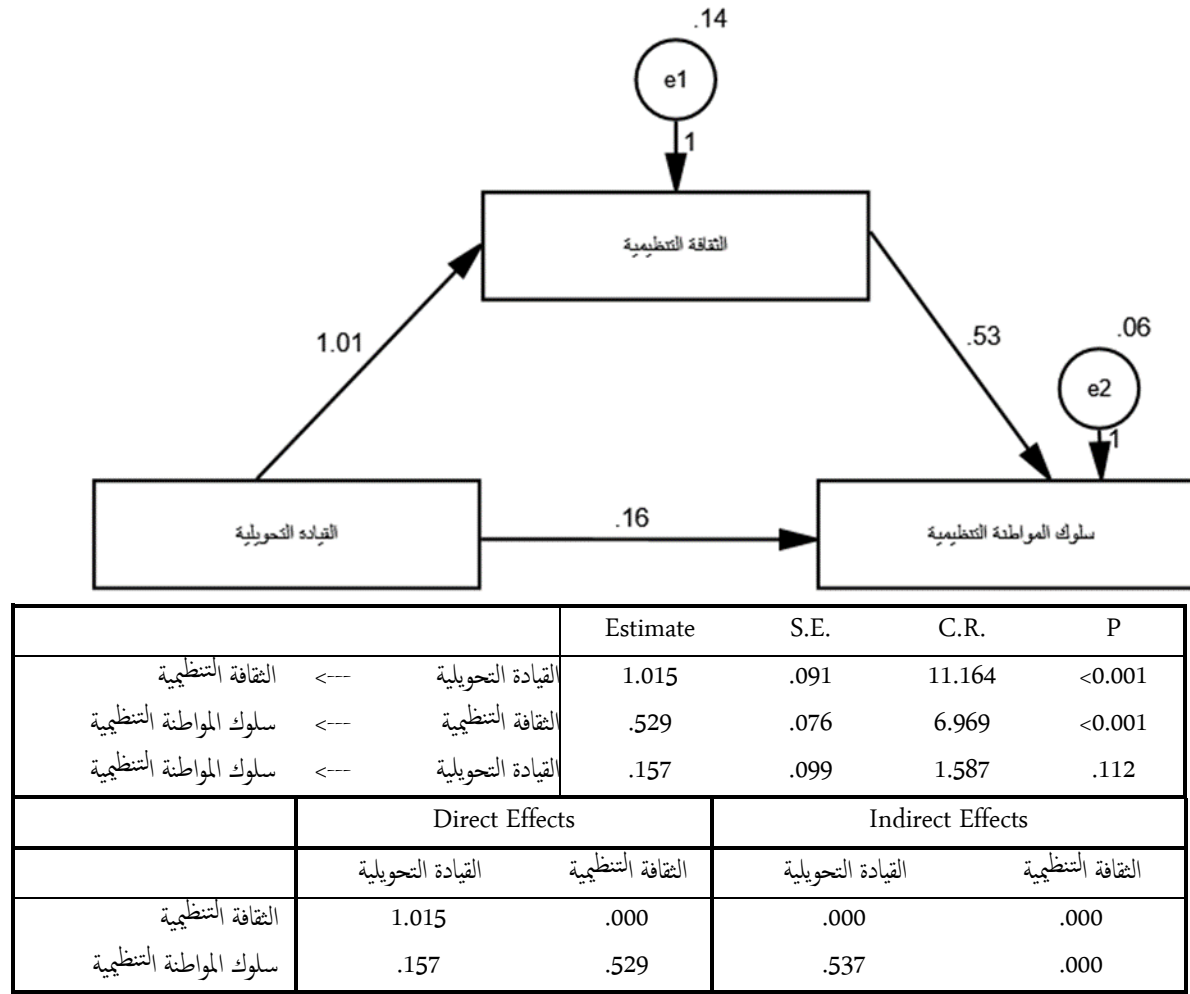 .14
e1
1
الثقافة التنظيمية
1.01
.53
.06
e2
1
القياده التحويلية
.16
سلوك المواطنة التنظيمية
Estimate S.E. C.R. P
القيادة التحويلية ---> الثقافة التنظيمية 1.015 .091 11.164 <0.001
الثقافة التنظيمية ---> سلوك المواطنة التنظيمية .529 .076 6.969 <0.001
القيادة التحويلية ---> سلوك المواطنة التنظيمية .157 .099 1.587 .112
Direct Effects Indirect Effects
القيادة التحويلية الثقافة التنظيمية القيادة التحويلية الثقافة التنظيمية
الثقافة التنظيمية 1.015 .000 .000 .000
سلوك المواطنة التنظيمية .157 .529 .537 .000